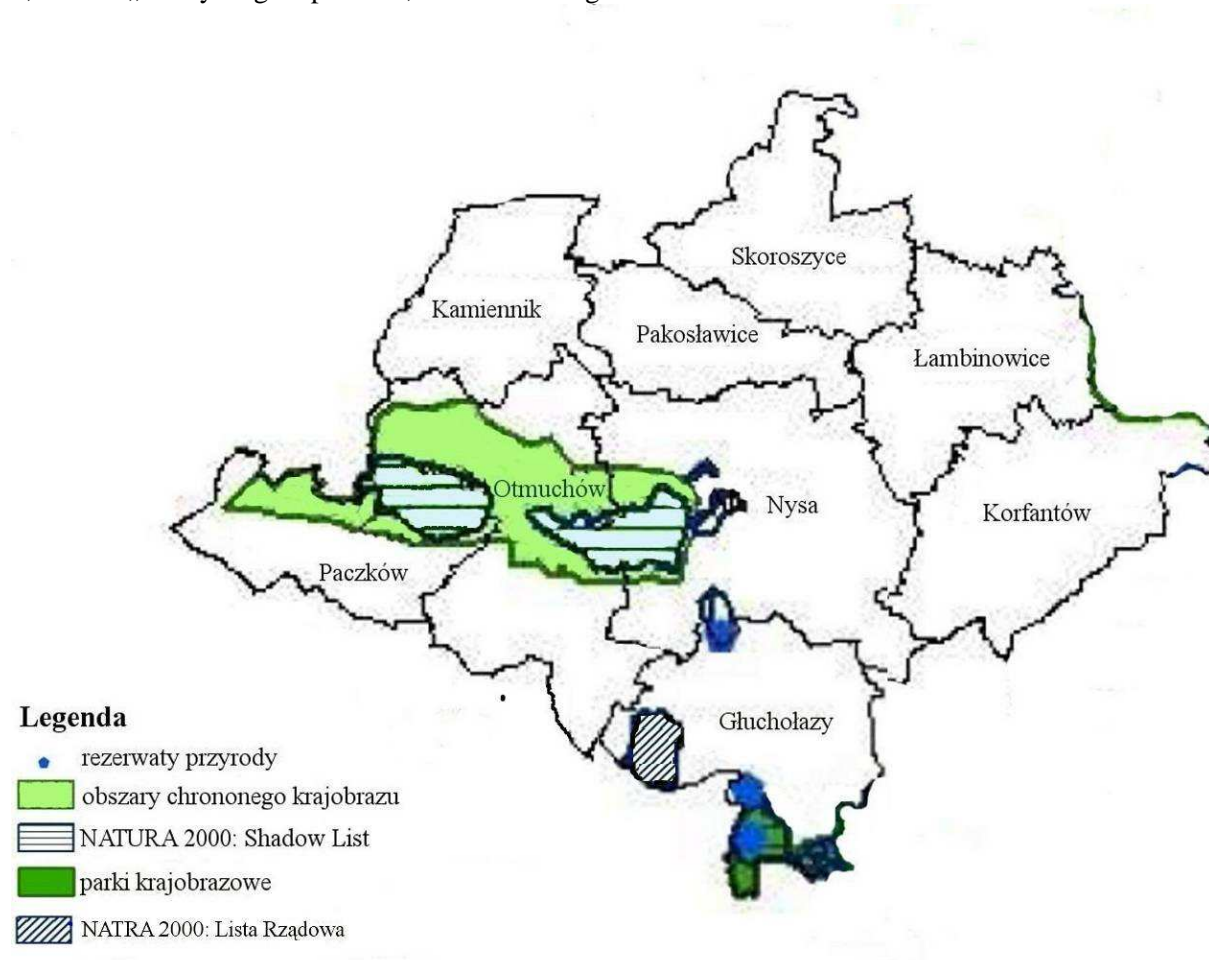 Skoroszyce
Kamiennik
Pakosławice
Łambinowice
Otmuchów
Nysa
Korfantów
Paczków
Głuchołazy
Legenda
rezerwaty przyrody
obszary chrononego krajobrazu
NATURA 2000: Shadow List
parki krajobrazowe
NATRA 2000: Lista Rządowa